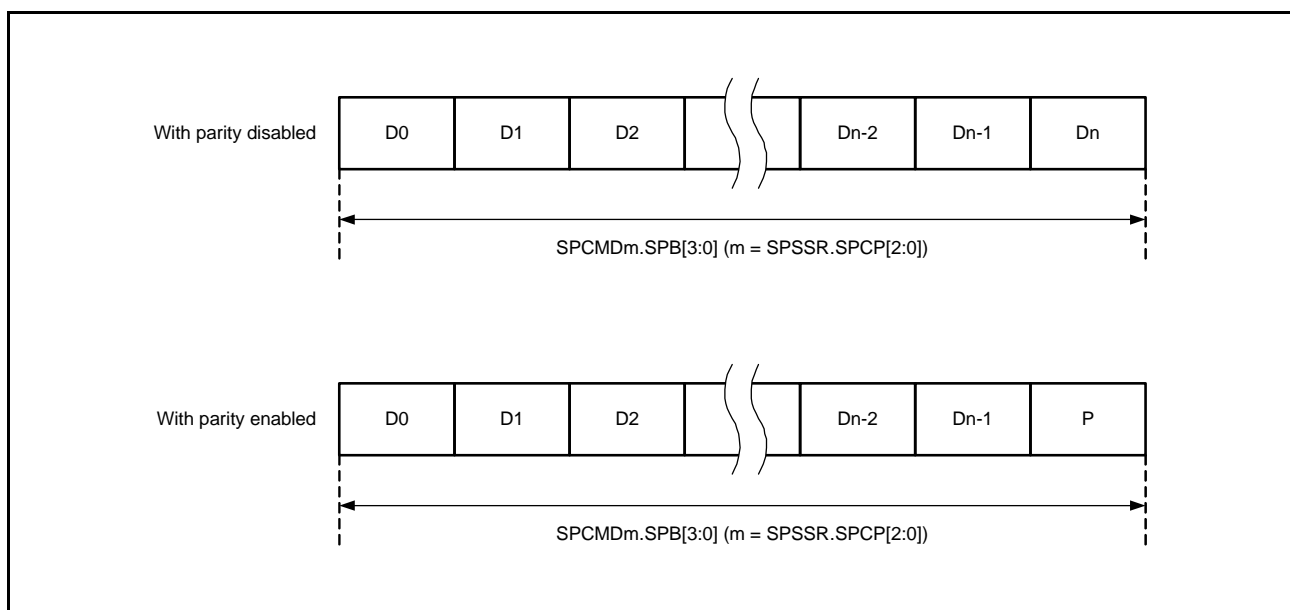 With parity disabled D0 D1 D2 Dn-2 Dn-1 Dn
SPCMDm.SPB[3:0] (m = SPSSR.SPCP[2:0])
With parity enabled D0 D1 D2 Dn-2 Dn-1 P
SPCMDm.SPB[3:0] (m = SPSSR.SPCP[2:0])